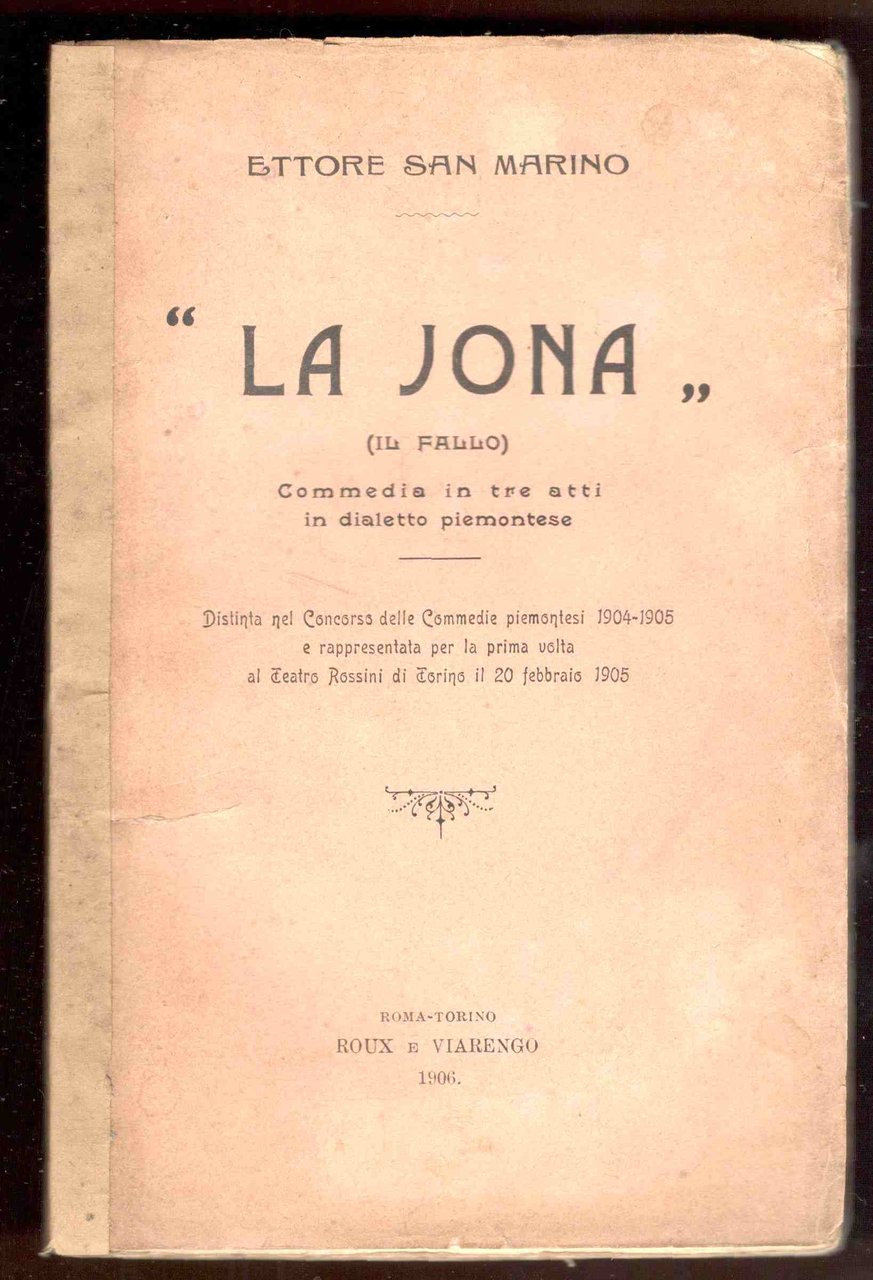 ETTORE SAN MARINO
“ LA JONA „
(IL FALLO)
Commedia in tre atti
in dialetto piemontese
Distinta nel Concorso delle Commedie piemontesi 1904-1905
e rappresentata per la prima volta
al Teatro Rossini di Torino il 20 febbraio 1905
ROMA-TORINO
ROUX E VIARENGO
1906.